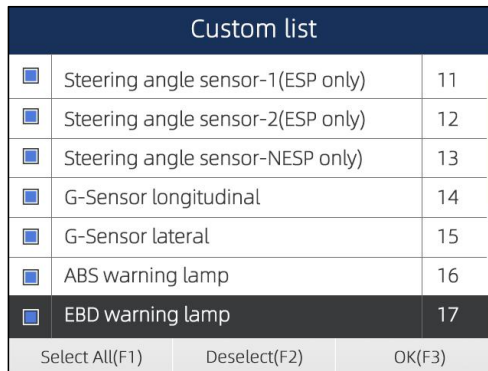 Custom list
Steering angle sensor-1(ESP only) 11
Steering angle sensor-2(ESP only) 12
Steering angle sensor-NESP only) 13
G-Sensor longitudinal 14
G-Sensor lateral 15
ABS warning lamp 16
EBD warning lamp 17
Select All(F1) Deselect(F2) OK(F3)